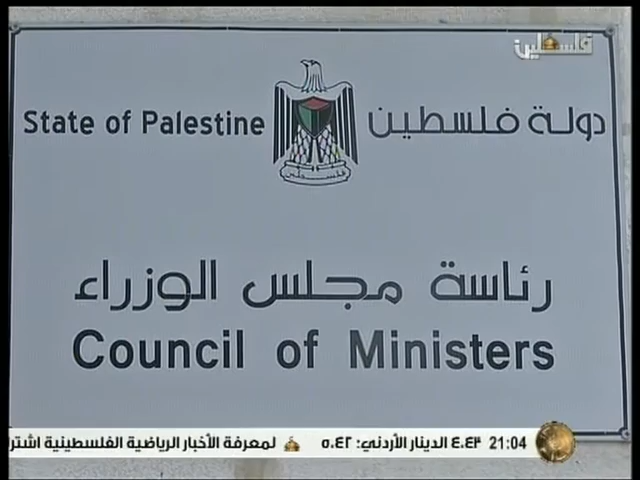 فلسطين
State of Palestine دولة فلسطين
رئاسة مجلس الوزراء
Council of Ministers
21:04 ٤.٤٣ الدينار الأردني: ٥.٤٢ لمعرفة الأخبار الرياضية الفلسطينية اشتر